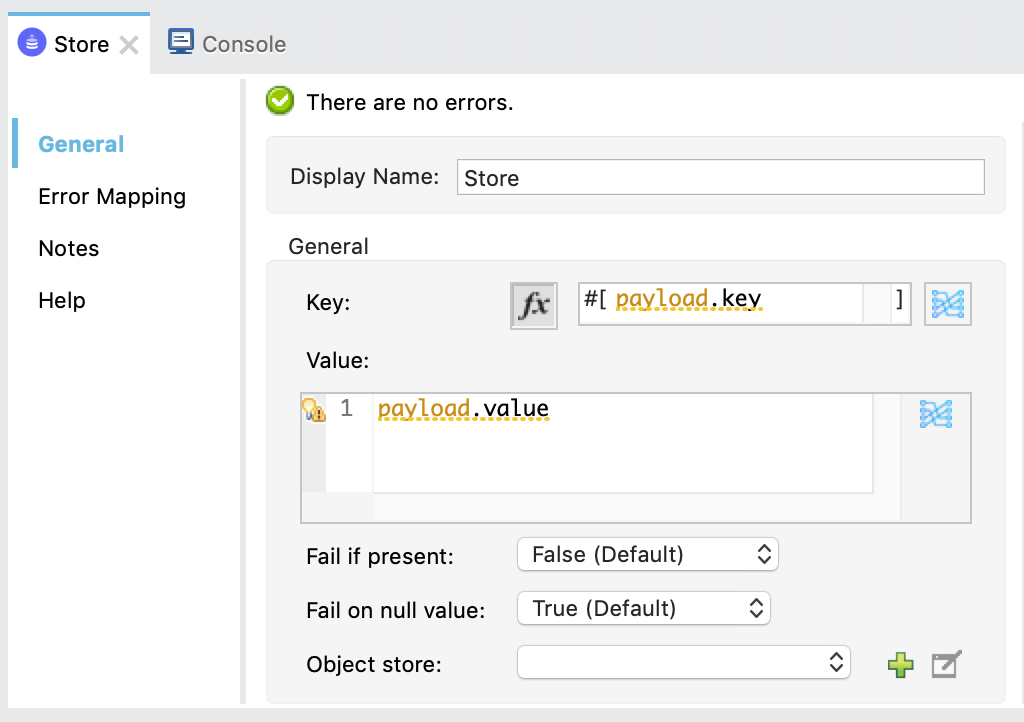 Store
Console
There are no errors.
General
Error Mapping
Notes
Help
Display Name: Store
General
Key: fx #[ payload.key ]
Value:
1 payload.value
Fail if present: False (Default)
Fail on null value: True (Default)
Object store: